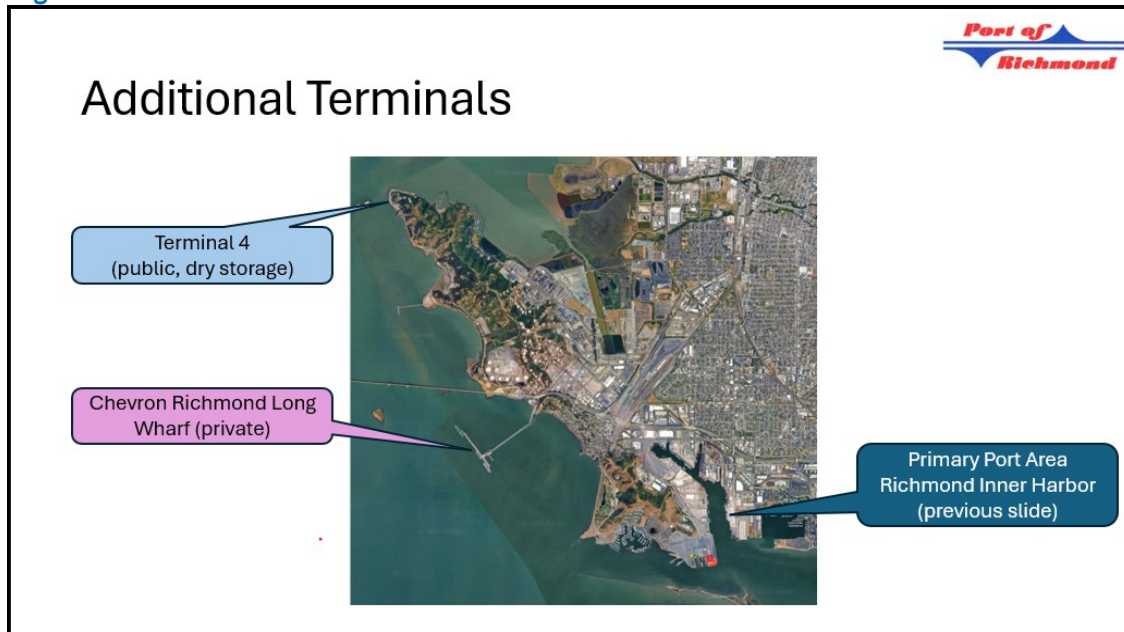 Port of
Richmond
Additional Terminals
Terminal 4
(public, dry storage)
Chevron Richmond Long
Wharf (private)
Primary Port Area
Richmond Inner Harbor
(previous slide)